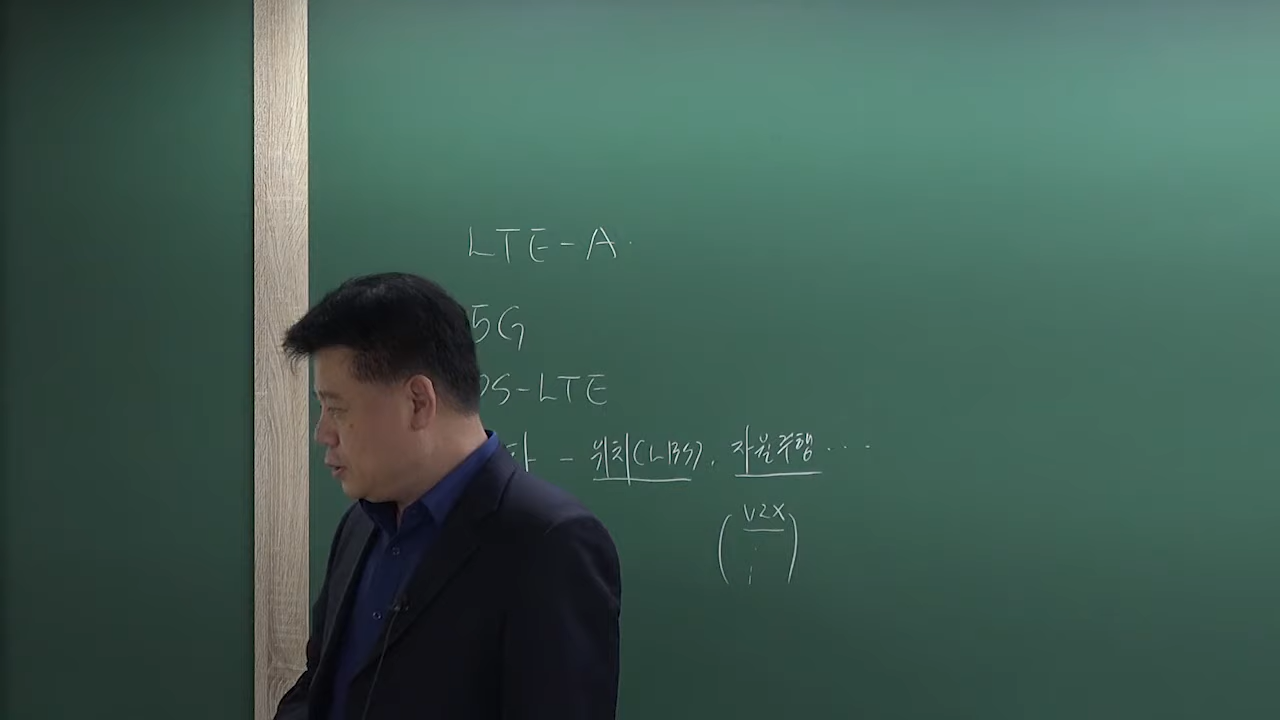 LTE-A.
5G
S-LTE
- 위치(LBS), 자율주행....
(V2X)